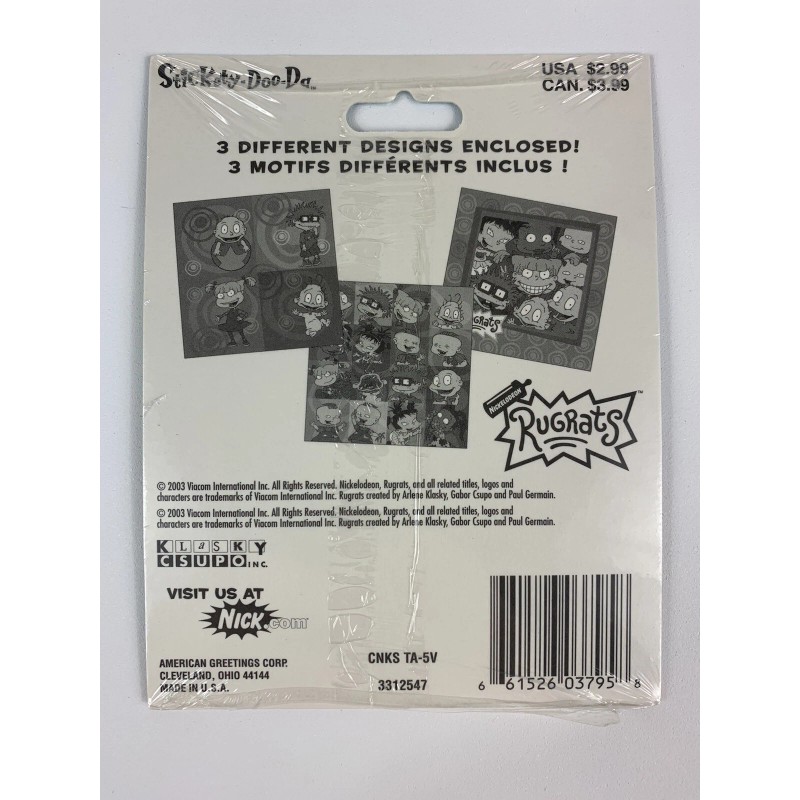 Stickety-Doo-Da™
USA $2.99
CAN. $3.99
3 DIFFERENT DESIGNS ENCLOSED!
3 MOTIFS DIFFÉRENTS INCLUS !
RUGRATS
NICKELODEON
RUGRATS™
© 2003 Viacom International Inc. All Rights Reserved. Nickelodeon, Rugrats, and all related titles, logos and
characters are trademarks of Viacom International Inc. Rugrats created by Arlene Klasky, Gabor Csupo and Paul Germain.
© 2003 Viacom International Inc. All Rights Reserved. Nickelodeon, Rugrats, and all related titles, logos and
characters are trademarks of Viacom International Inc. Rugrats created by Arlene Klasky, Gabor Csupo and Paul Germain.
KLaSKY
CSUPO INC.
VISIT US AT
NICK.com
AMERICAN GREETINGS CORP.
CLEVELAND, OHIO 44144
MADE IN U.S.A.
CNKS TA-5V
3312547
6 61526 03795 8